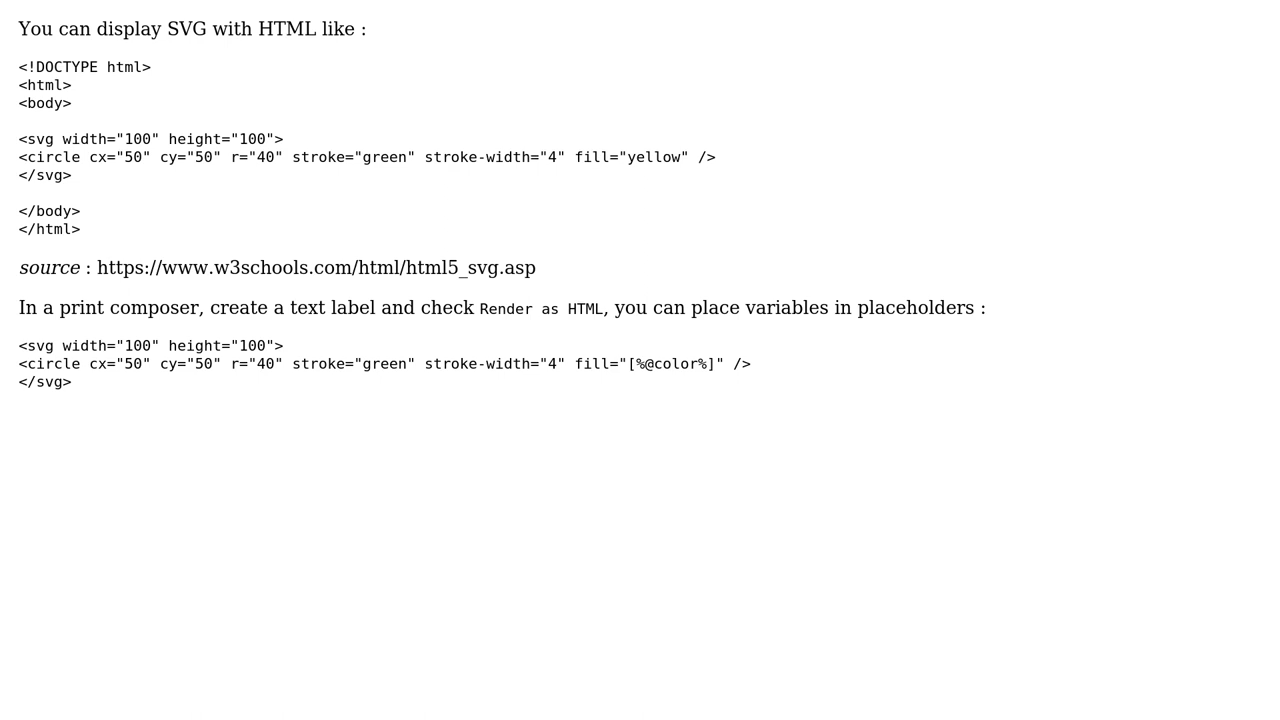 You can display SVG with HTML like :
<!DOCTYPE html>
<html>
<body>
<svg width="100" height="100">
<circle cx="50" cy="50" r="40" stroke="green" stroke-width="4" fill="yellow" />
</svg>
</body>
</html>
source : https://www.w3schools.com/html/html5_svg.asp
In a print composer, create a text label and check Render as HTML, you can place variables in placeholders :
<svg width="100" height="100">
<circle cx="50" cy="50" r="40" stroke="green" stroke-width="4" fill="[%@color%]" />
</svg>